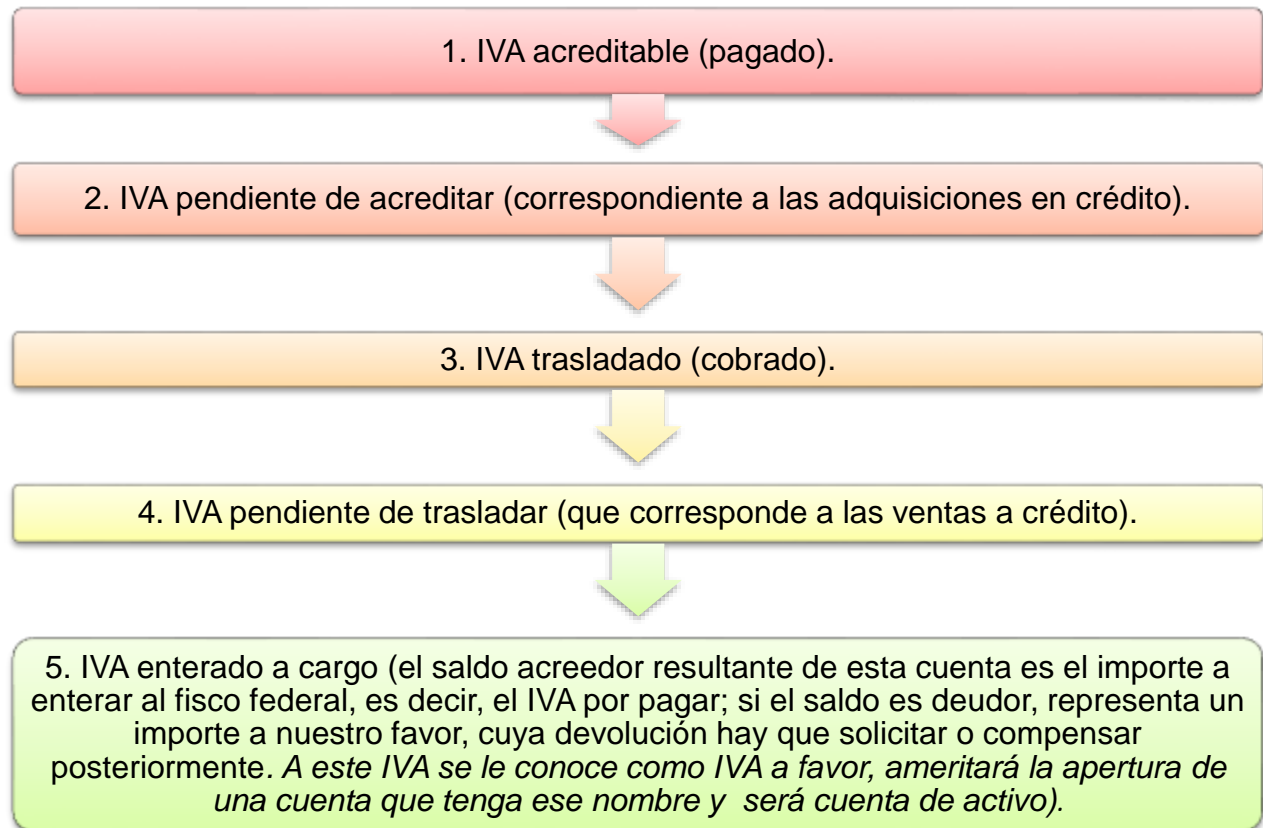 1. IVA acreditable (pagado).
2. IVA pendiente de acreditar (correspondiente a las adquisiciones en crédito).
3. IVA trasladado (cobrado).
4. IVA pendiente de trasladar (que corresponde a las ventas a crédito).
5. IVA enterado a cargo (el saldo acreedor resultante de esta cuenta es el importe a
enterar al fisco federal, es decir, el IVA por pagar; si el saldo es deudor, representa un
importe a nuestro favor, cuya devolución hay que solicitar o compensar
posteriormente. A este IVA se le conoce como IVA a favor, ameritará la apertura de
una cuenta que tenga ese nombre y  será cuenta de activo).